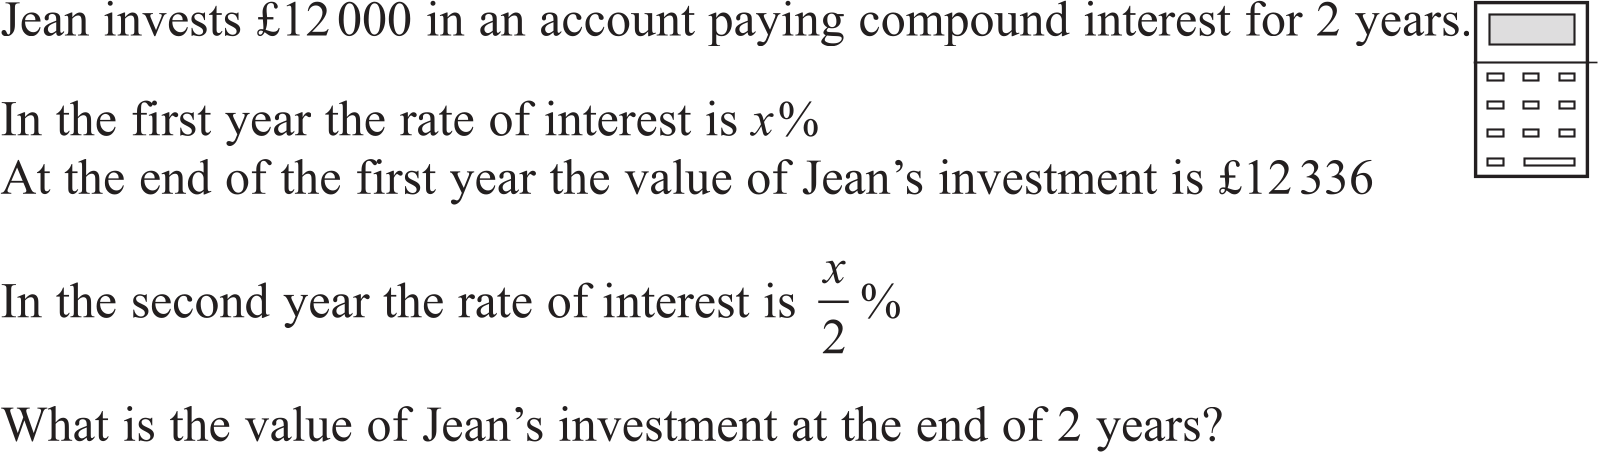 Jean invests £12 000 in an account paying compound interest for 2 years.
In the first year the rate of interest is x%
At the end of the first year the value of Jean’s investment is £12 336
In the second year the rate of interest is x/2 %
What is the value of Jean’s investment at the end of 2 years?